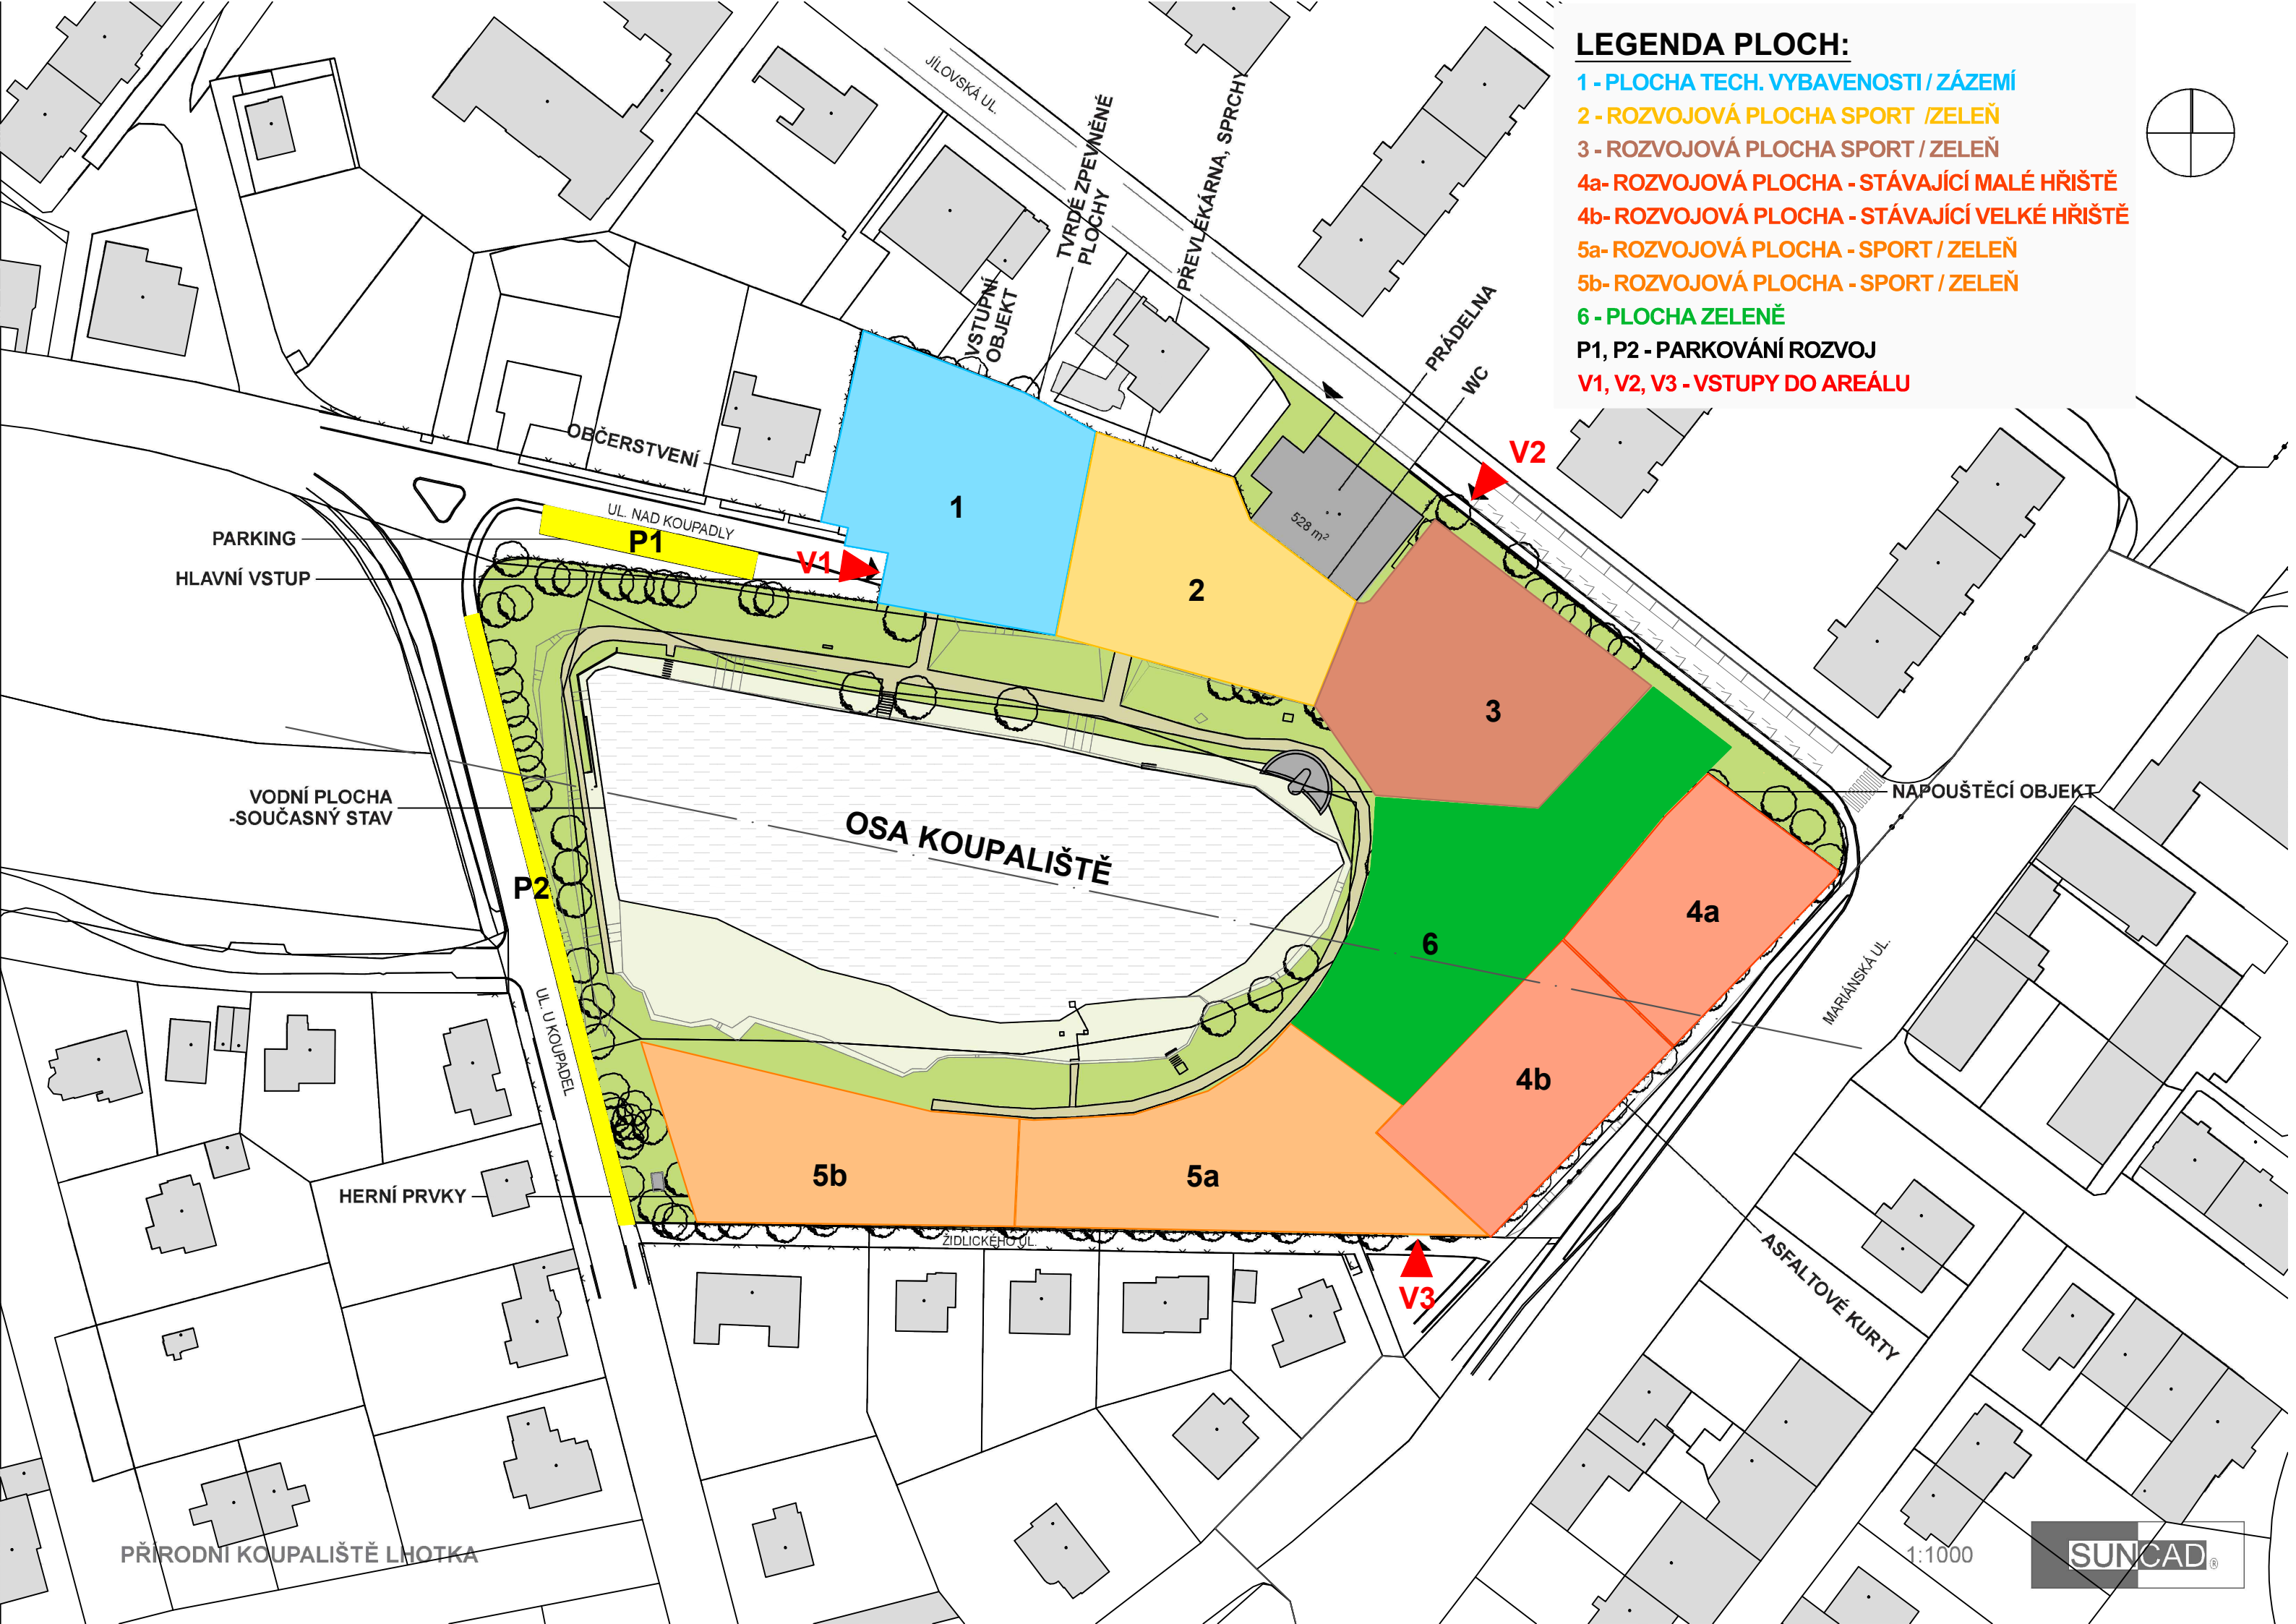 LEGENDA PLOCH:
1 - PLOCHA TECH. VYBAVENOSTI / ZÁZEMÍ
2 - ROZVOJOVÁ PLOCHA SPORT /ZELEŇ
3 - ROZVOJOVÁ PLOCHA SPORT / ZELEŇ
4a- ROZVOJOVÁ PLOCHA - STÁVAJÍCÍ MALÉ HŘIŠTĚ
4b- ROZVOJOVÁ PLOCHA - STÁVAJÍCÍ VELKÉ HŘIŠTĚ
5a- ROZVOJOVÁ PLOCHA - SPORT / ZELEŇ
5b- ROZVOJOVÁ PLOCHA - SPORT / ZELEŇ
6 - PLOCHA ZELENĚ
P1, P2 - PARKOVÁNÍ ROZVOJ
V1, V2, V3 - VSTUPY DO AREÁLU
JÍLOVSKÁ UL.
TVRDÉ ZPEVNĚNÉ
PLOCHY
PŘEVLÉKÁRNA, SPRCHY
VSTUPNÍ
OBJEKT
PRÁDELNA
WC
OBČERSTVENÍ
V2
1
UL. NAD KOUPADLY
528 m²
PARKING
P1
V1
HLAVNÍ VSTUP
2
3
VODNÍ PLOCHA
-SOUČASNÝ STAV
NAPOUŠTĚCÍ OBJEKT
OSA KOUPALIŠTĚ
P2
4a
6
MARIÁNSKÁ UL.
UL. U KOUPADEL
4b
5b
5a
HERNÍ PRVKY
ŽIDLICKÉHO UL.
V3
ASFALTOVÉ KURTY
PŘÍRODNÍ KOUPALIŠTĚ LHOTKA
1:1000
SUNCAD®